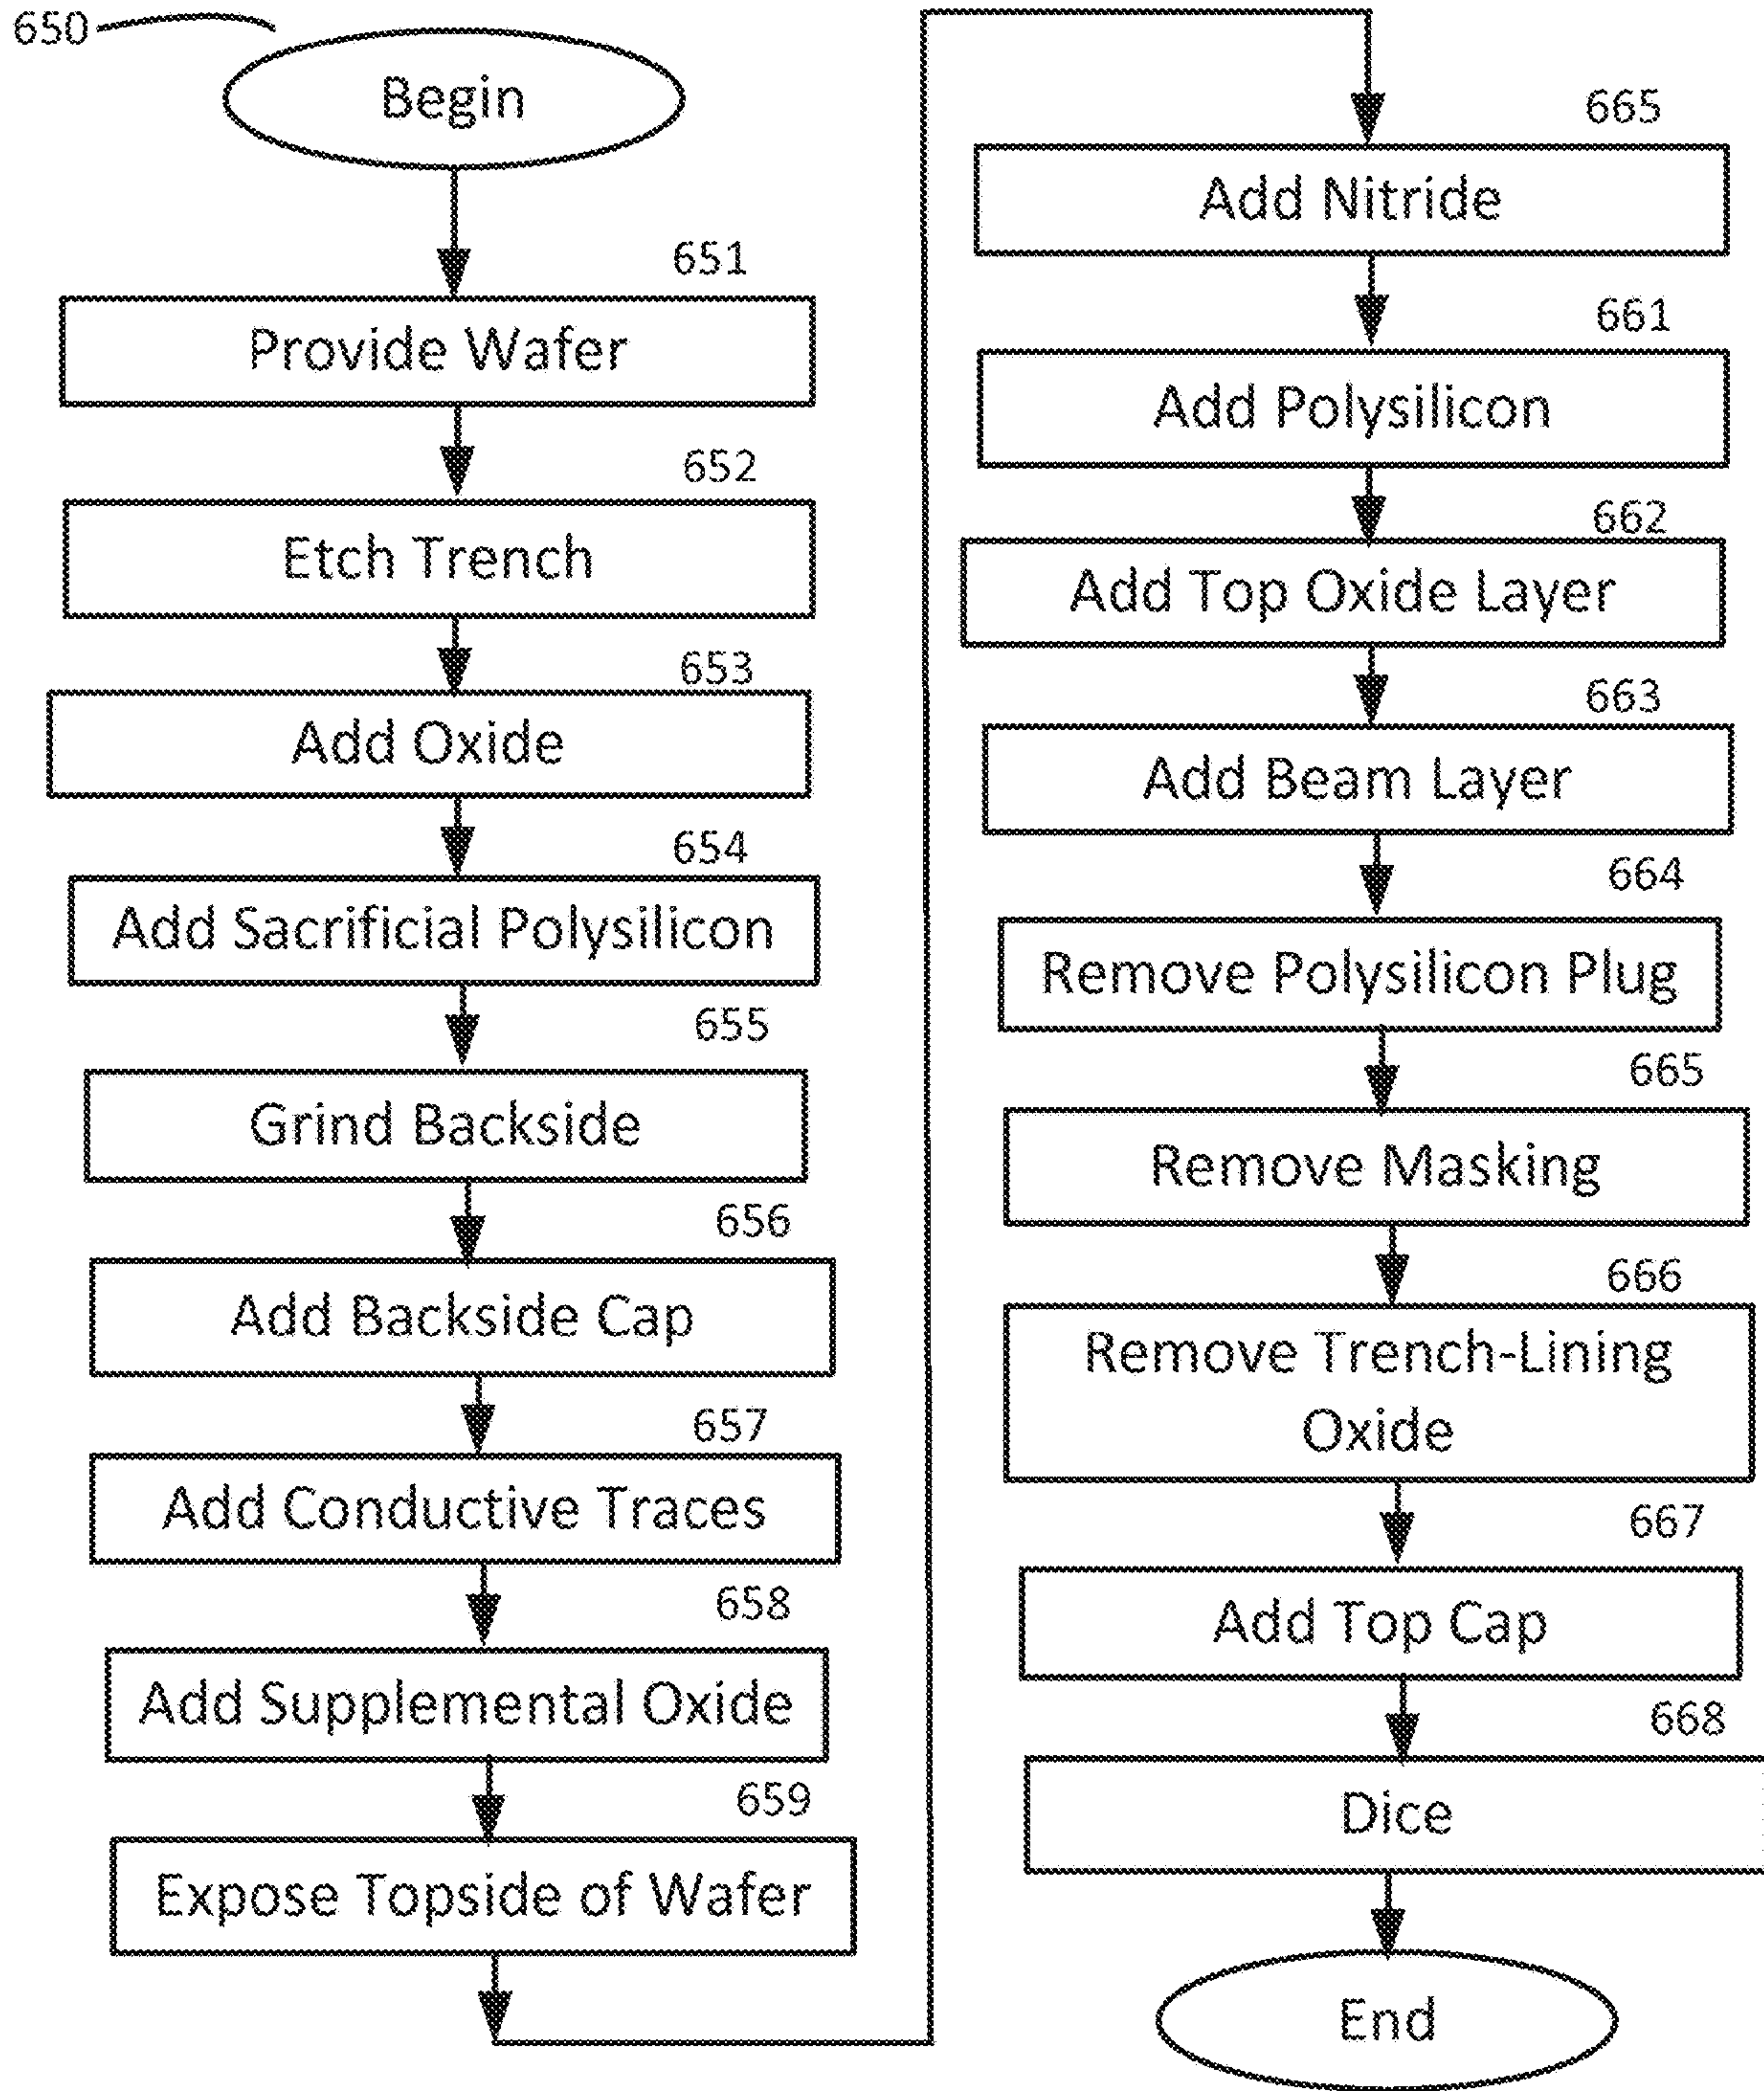 650
Begin
651
Provide Wafer
652
Etch Trench
653
Add Oxide
654
Add Sacrificial Polysilicon
655
Grind Backside
656
Add Backside Cap
657
Add Conductive Traces
658
Add Supplemental Oxide
659
Expose Topside of Wafer
665
Add Nitride
661
Add Polysilicon
662
Add Top Oxide Layer
663
Add Beam Layer
664
Remove Polysilicon Plug
665
Remove Masking
666
Remove Trench-Lining
Oxide
667
Add Top Cap
668
Dice
End